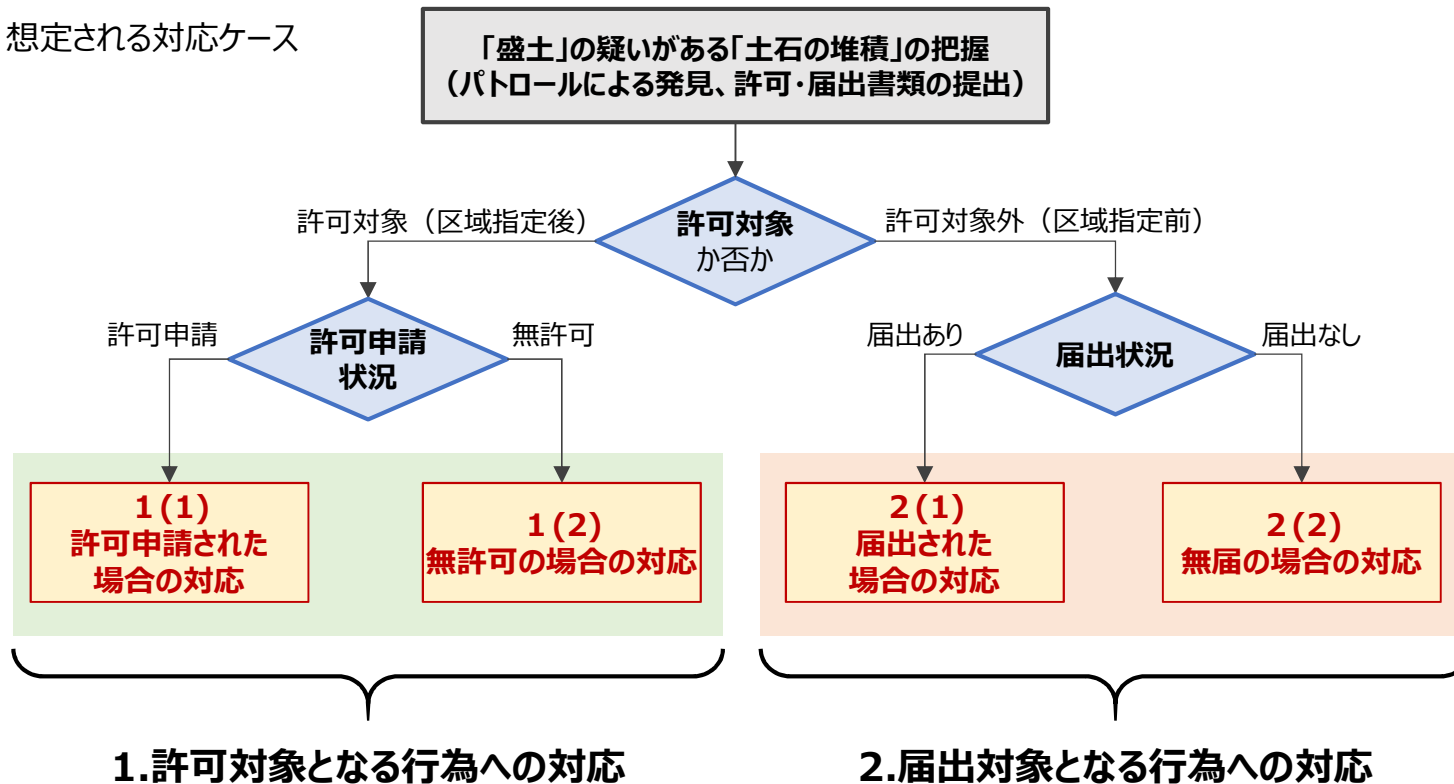 想定される対応ケース
「盛土」の疑いがある「土石の堆積」の把握
（パトロールによる発見、許可・届出書類の提出）
許可対象（区域指定後）
許可対象
か否か
許可対象外（区域指定前）
許可申請
許可申請
状況
無許可
届出あり
届出状況
届出なし
1(1)
許可申請された
場合の対応
1(2)
無許可の場合の対応
2(1)
届出された
場合の対応
2(2)
無届の場合の対応
1.許可対象となる行為への対応
2.届出対象となる行為への対応